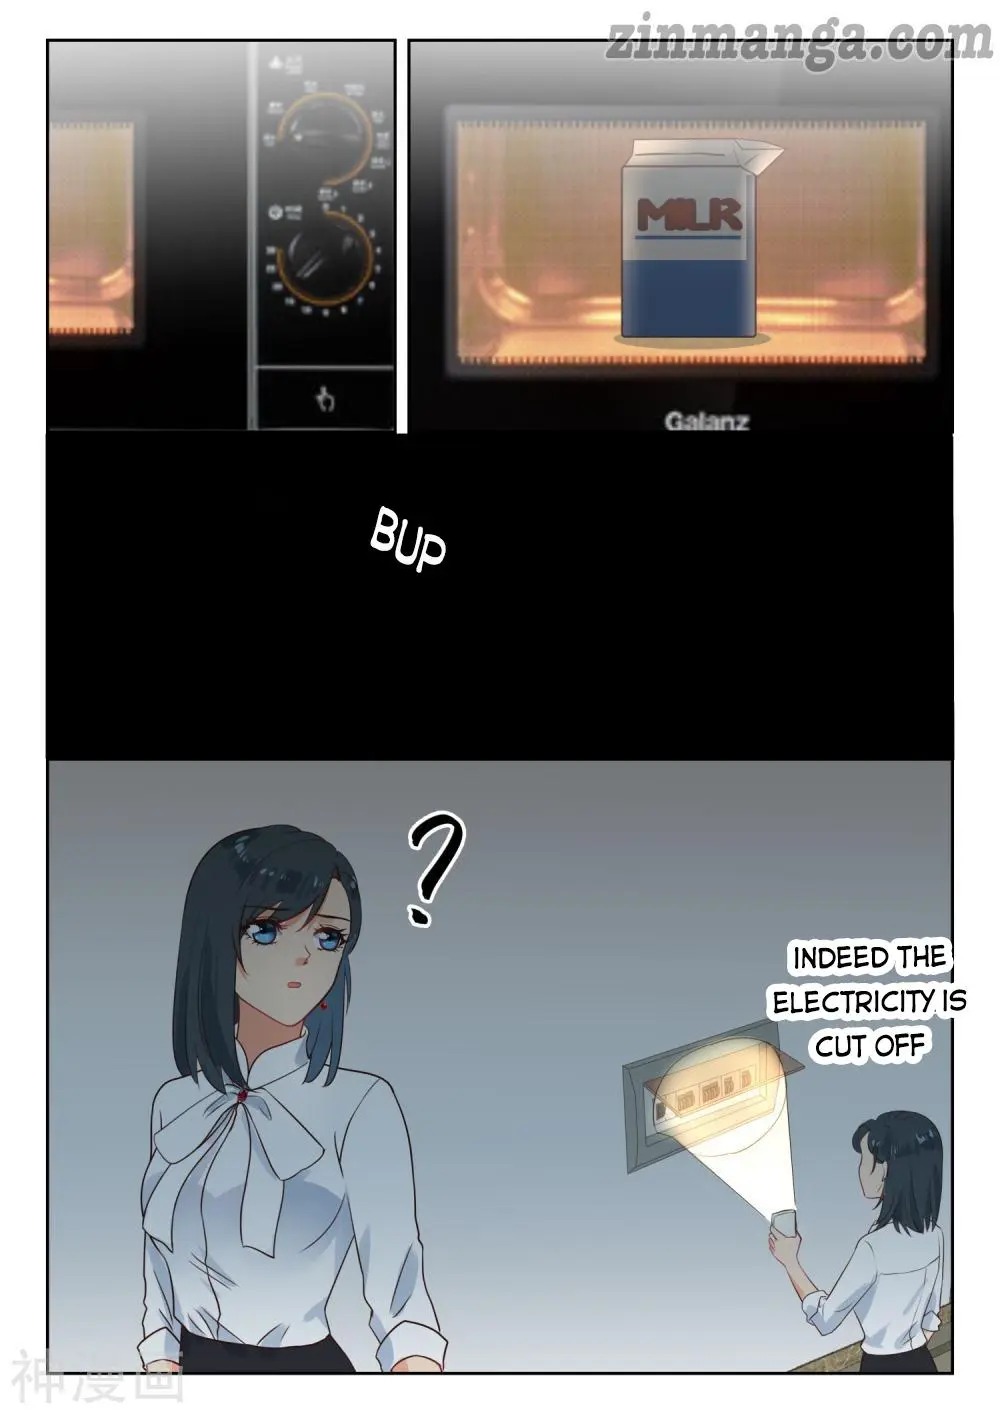 zinmanga.com
MILR
Galanz
BUP
?
INDEED THE
ELECTRICITY IS
CUT OFF
神漫画